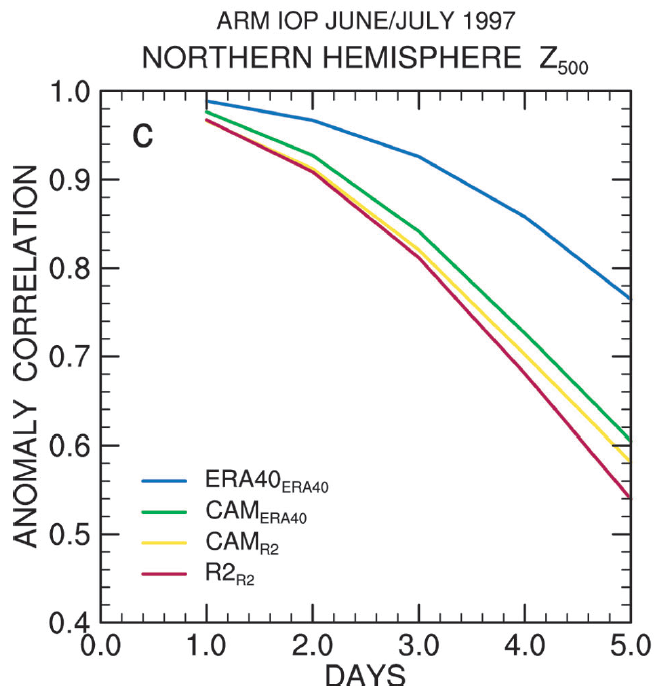 ARM IOP JUNE/JULY 1997
NORTHERN HEMISPHERE Z500
C
ANOMALY CORRELATION
1.0
0.9
0.8
0.7
0.6
0.5
0.4
ERA40ERA40
CAMERA40
CAMR2
R2R2
0.0 1.0 2.0 3.0 4.0 5.0
DAYS